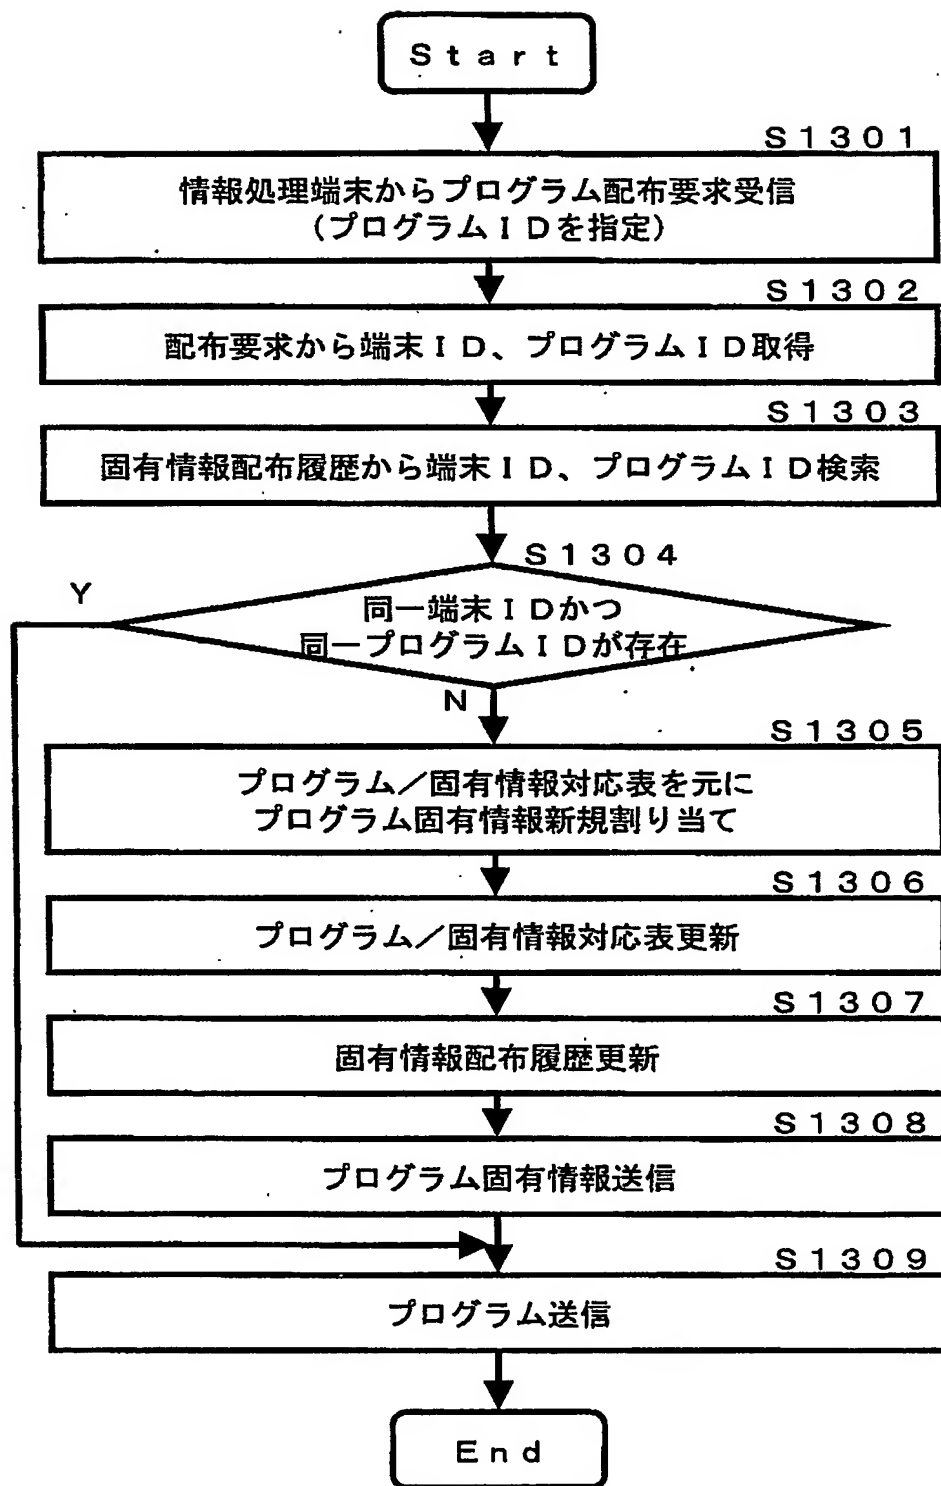 Start
S1301
情報処理端末からプログラム配布要求受信
(プログラムIDを指定)
S1302
配布要求から端末ID、プログラムID取得
S1303
固有情報配布履歴から端末ID、プログラムID検索
S1304
Y
同一端末IDかつ
同一プログラムIDが存在
N
S1305
プログラム／固有情報対応表を元に
プログラム固有情報新規割り当て
S1306
プログラム／固有情報対応表更新
S1307
固有情報配布履歴更新
S1308
プログラム固有情報送信
S1309
プログラム送信
End